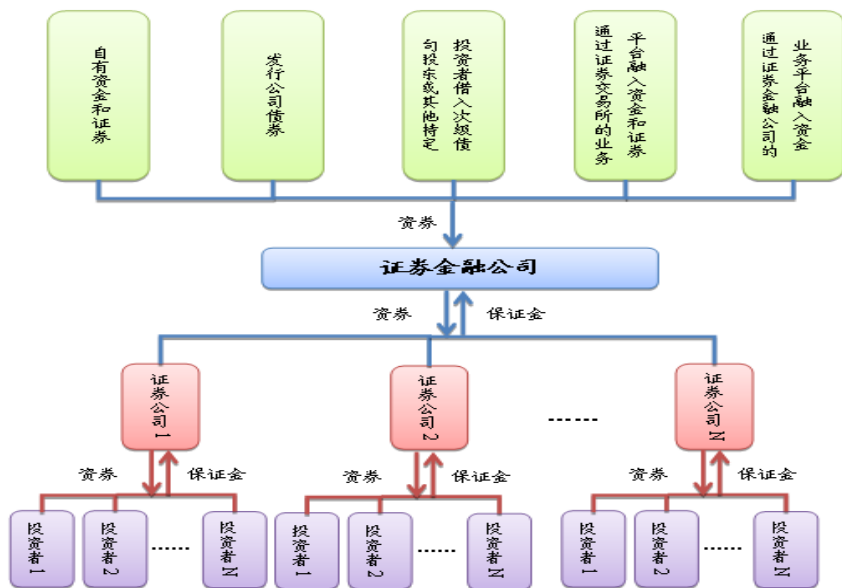 自有资金和证券
发行公司债券
句投东或其他持定
投资者借入次级债
通过证券交易所的业务
平台融入资金和证券
通过证券金融公司的
业务平台融入资金
资券
证券金融公司
资券
保证金
证券公司1
证券公司2
......
证券公司N
资券
保证金
资券
保证金
资券
保证金
投资者1
投资者2
......
投资者N
投资者1
投资者2
......
投资者N
投资者1
投资者2
......
投资者N